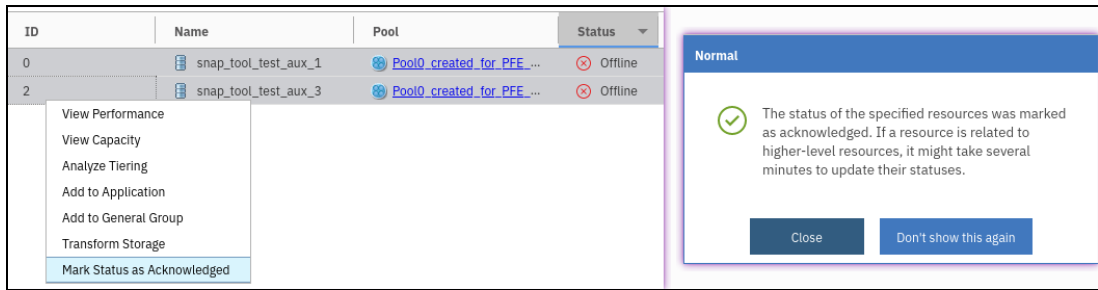 ID Name Pool Status
0 snap_tool_test_aux_1 Pool0_created_for_PFE_... Offline
2 snap_tool_test_aux_3 Pool0_created_for_PFE_... Offline
View Performance
View Capacity
Analyze Tiering
Add to Application
Add to General Group
Transform Storage
Mark Status as Acknowledged
Normal
The status of the specified resources was marked
as acknowledged. If a resource is related to
higher-level resources, it might take several
minutes to update their statuses.
Close Don't show this again